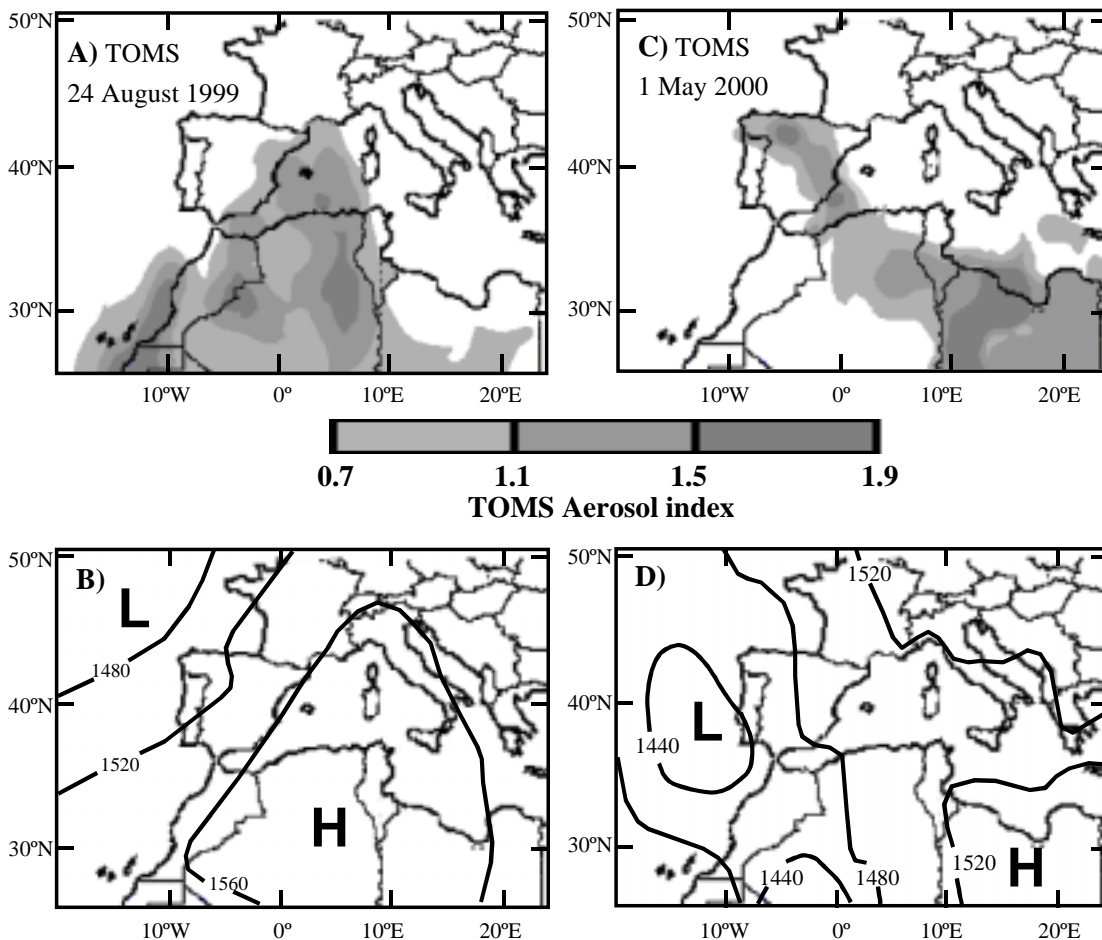 A) TOMS
24 August 1999
50ºN
40ºN
30ºN
10ºW 0º 10ºE 20ºE
C) TOMS
1 May 2000
50ºN
40ºN
30ºN
10ºW 0º 10ºE 20ºE
0.7 1.1 1.5 1.9
TOMS Aerosol index
B)
L
1480
1520
H
1560
50ºN
40ºN
30ºN
10ºW 0º 10ºE 20ºE
D)
1520
L
1440
1520
H
1440
1480
50ºN
40ºN
30ºN
10ºW 0º 10ºE 20ºE